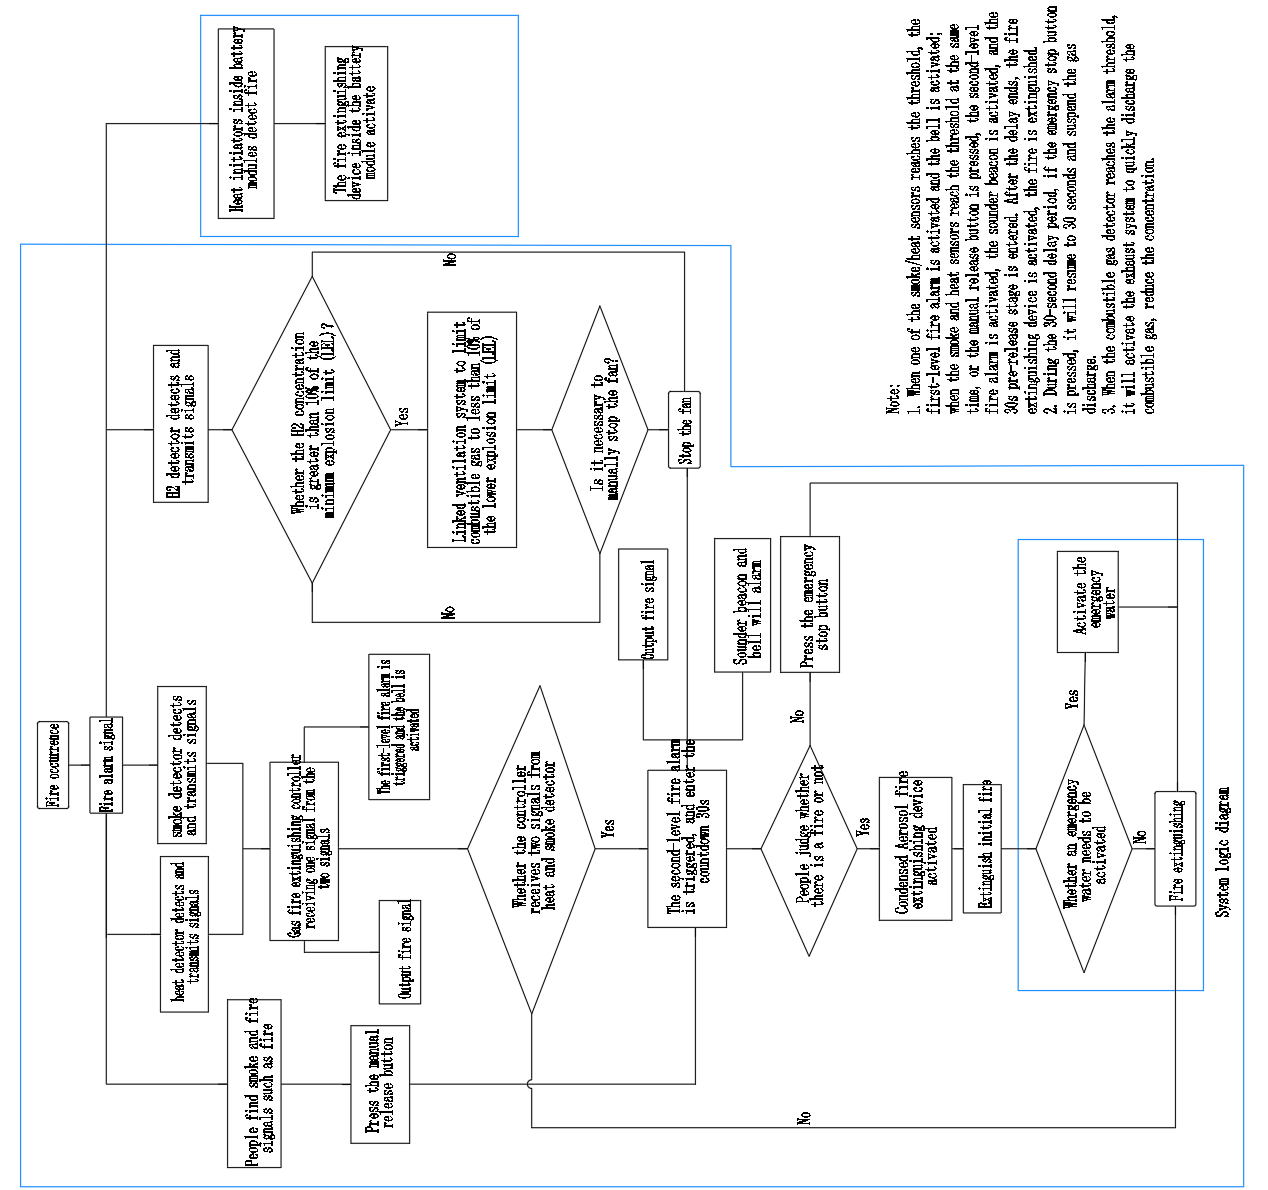 Fire occurrence
Fire alarm signal
People find smoke and fire
signals such as fire
Press the manual
release button
heat detector detects and
transmits signals
smoke detector detects
and transmits signals
Gas fire extinguishing controller
receiving one signal from the
two signals
Output fire signal
The first-level fire alarm is
triggered and the bell is
activated
Whether the controller
receives two signals from
heat and smoke detector
Yes
No
The second-level fire alarm
is triggered, and enter the
countdown 30s
Output fire signal
Sounder beacon and
bell will alarm
People judge whether
there is a fire or not
No
Press the emergency
stop button
Yes
Condensed Aerosol fire
extinguishing device
activated
Extinguish initial fire
Whether an emergency
water needs to be
activated
Yes
Activate the
emergency
water
No
Fire extinguishing
H2 detector detects and
transmits signals
Whether the H2 concentration
is greater than 10% of the
minimum explosion limit (LEL)?
Yes
No
Linked ventilation system to limit
combustible gas to less than 10% of
the lower explosion limit (LEL)
Is it necessary to
manually stop the fan?
No
Stop the fan
Heat initiators inside battery
modules detect fire
The fire extinguishing
device inside the battery
module activate
Note:
1. When one of the smoke/heat sensors reaches the threshold, the
first-level fire alarm is activated and the bell is activated;
when the smoke and heat sensors reach the threshold at the same
time, or the manual release button is pressed, the second-level
fire alarm is activated, the sounder beacon is activated, and the
30s pre-release stage is entered. After the delay ends, the fire
extinguishing device is activated, the fire is extinguished.
2. During the 30-second delay period, if the emergency stop button
is pressed, it will resume to 30 seconds and suspend the gas
discharge.
3. When the combustible gas detector reaches the alarm threshold,
it will activate the exhaust system to quickly discharge the
combustible gas, reduce the concentration.
System logic diagram